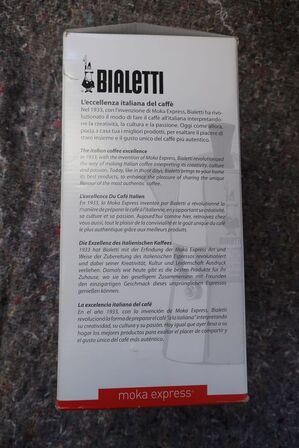 BIALETTI
L'eccellenza italiana del caffè
Nel 1933, con l'invenzione di Moka Express, Bialetti ha rivo-
luzionato il modo di fare il caffè all'italiana interpretando-
ne la creatività, la cultura e la passione. Oggi come allora,
porta a casa tua i migliori prodotti, per esaltare il piacere di
stare insieme e il gusto unico del caffè più autentico.
The italian coffee excellence
In 1933, with the invention of Moka Express, Bialetti revolutionized
the way of making Italian coffee interpreting its creativity, culture
and passion. Today, like in those days, Bialetti brings to your home
its best products, to enhance the pleasure of sharing the unique
flavour of the most authentic coffee.
L'excellence Du Café Italien
En 1933, la Moka Express inventée par Bialetti a révolutionné la
manière de préparer le café à l'italienne, en y apportant sa créativité,
sa culture et sa passion. Aujourd'hui comme hier, retrouvez chez
vous aussi, tout le plaisir de la convivialité et le goût unique du café
le plus authentique grâce à nos meilleurs produits.
Die Exzellenz des Italienischen Kaffees
1933 hat Bialetti mit der Erfindung der Moka Express Art und
Weise der Zubereitung des Italienischen Espressos revolutioniert
und dabei seiner Kreativität, Kultur und Leidenschaft Ausdruck
verliehen. Damals wie heute gibt es die besten Produkte für Ihr
Zuhause, wo sie bei geselligem Zusammensein mit Freunden
den einzigartigen Geschmack dieses ursprünglichen Espressos
genießen können.
La excelencia italiana del café
En el año 1933, con la invención de Moka Express, Bialetti
revolucionó la forma de preparar el café "a la italiana" interpretando
su creatividad, su cultura y su pasión. Hoy igual que ayer lleva a su
hogar los mejores productos para exaltar el placer de compartir y
el gusto único del café más auténtico.
moka express®